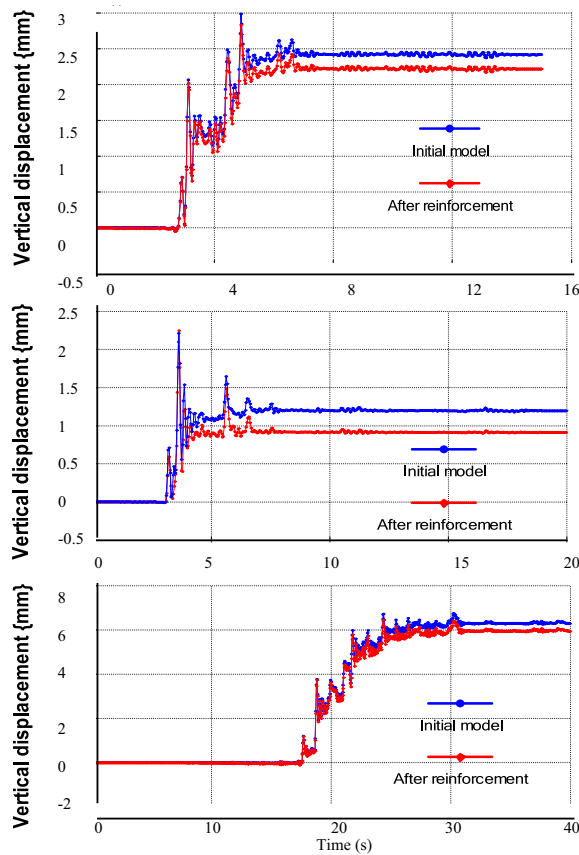 3
2.5
2
1.5
1
0.5
0
-0.5
Vertical displacement {mm}
Initial model
After reinforcement
0 4 8 12 16
2.5
2
1.5
1
0.5
0
-0.5
Vertical displacement {mm}
Initial model
After reinforcement
0 5 10 15 20
8
6
4
2
0
-2
Vertical displacement {mm}
Initial model
After reinforcement
0 10 20 30 40
Time (s)